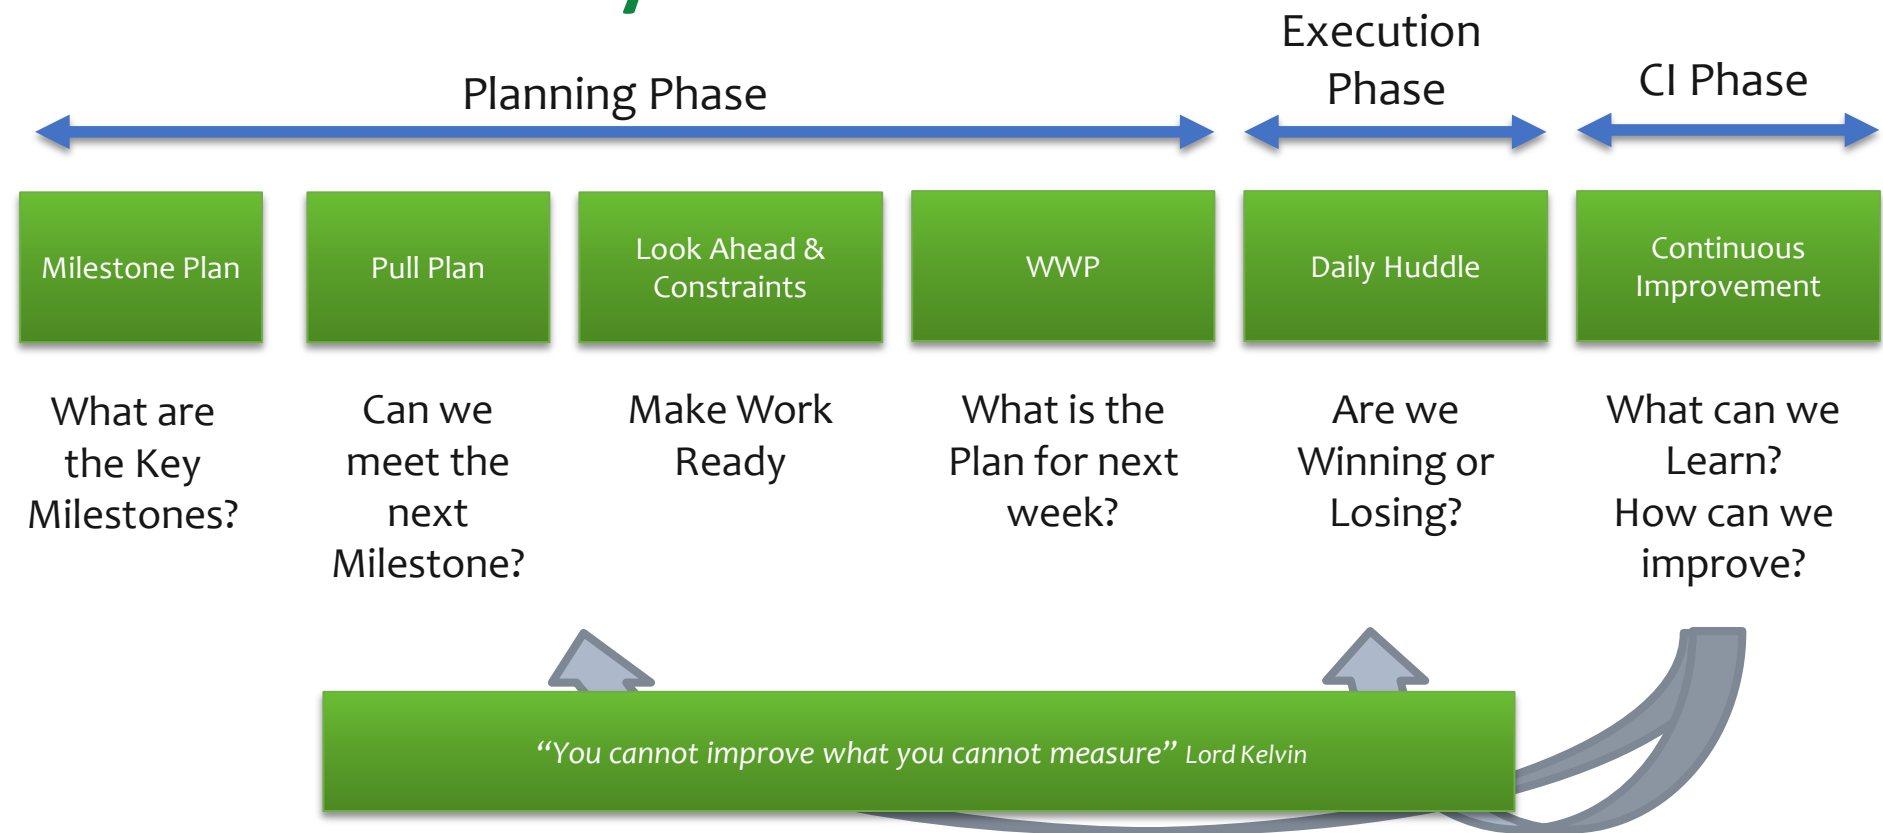 Planning Phase
Execution
Phase
CI Phase
Milestone Plan
Pull Plan
Look Ahead &
Constraints
WWP
Daily Huddle
Continuous
Improvement
What are
the Key
Milestones?
Can we
meet the
next
Milestone?
Make Work
Ready
What is the
Plan for next
week?
Are we
Winning or
Losing?
What can we
Learn?
How can we
improve?
“You cannot improve what you cannot measure” Lord Kelvin